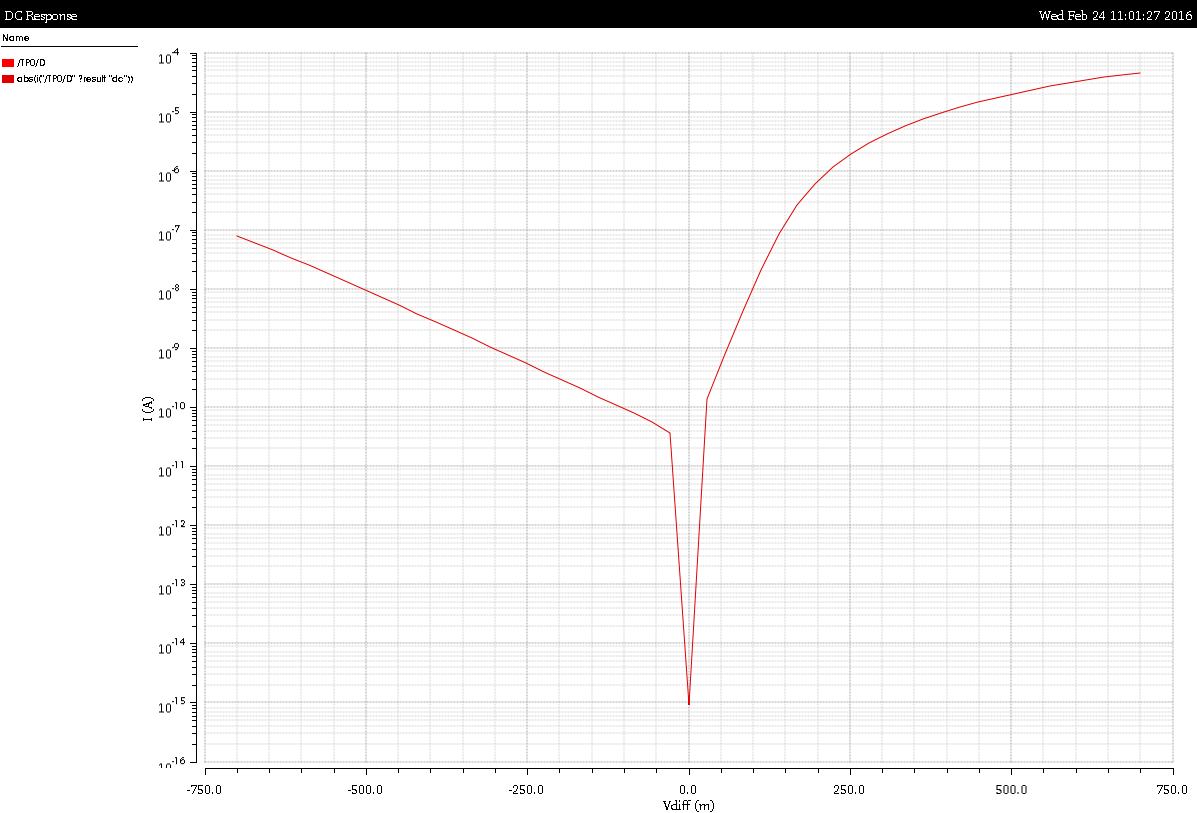 DC Response
Wed Feb 24 11:01:27 2016
Name
/TP0/D
abs(i("/TP0/D" ?result "dc"))
10^-4
10^-5
10^-6
10^-7
10^-8
10^-9
10^-10
10^-11
10^-12
10^-13
10^-14
10^-15
10^-16
I (A)
-750.0 -500.0 -250.0 0.0 250.0 500.0 750.0
Vdiff (m)